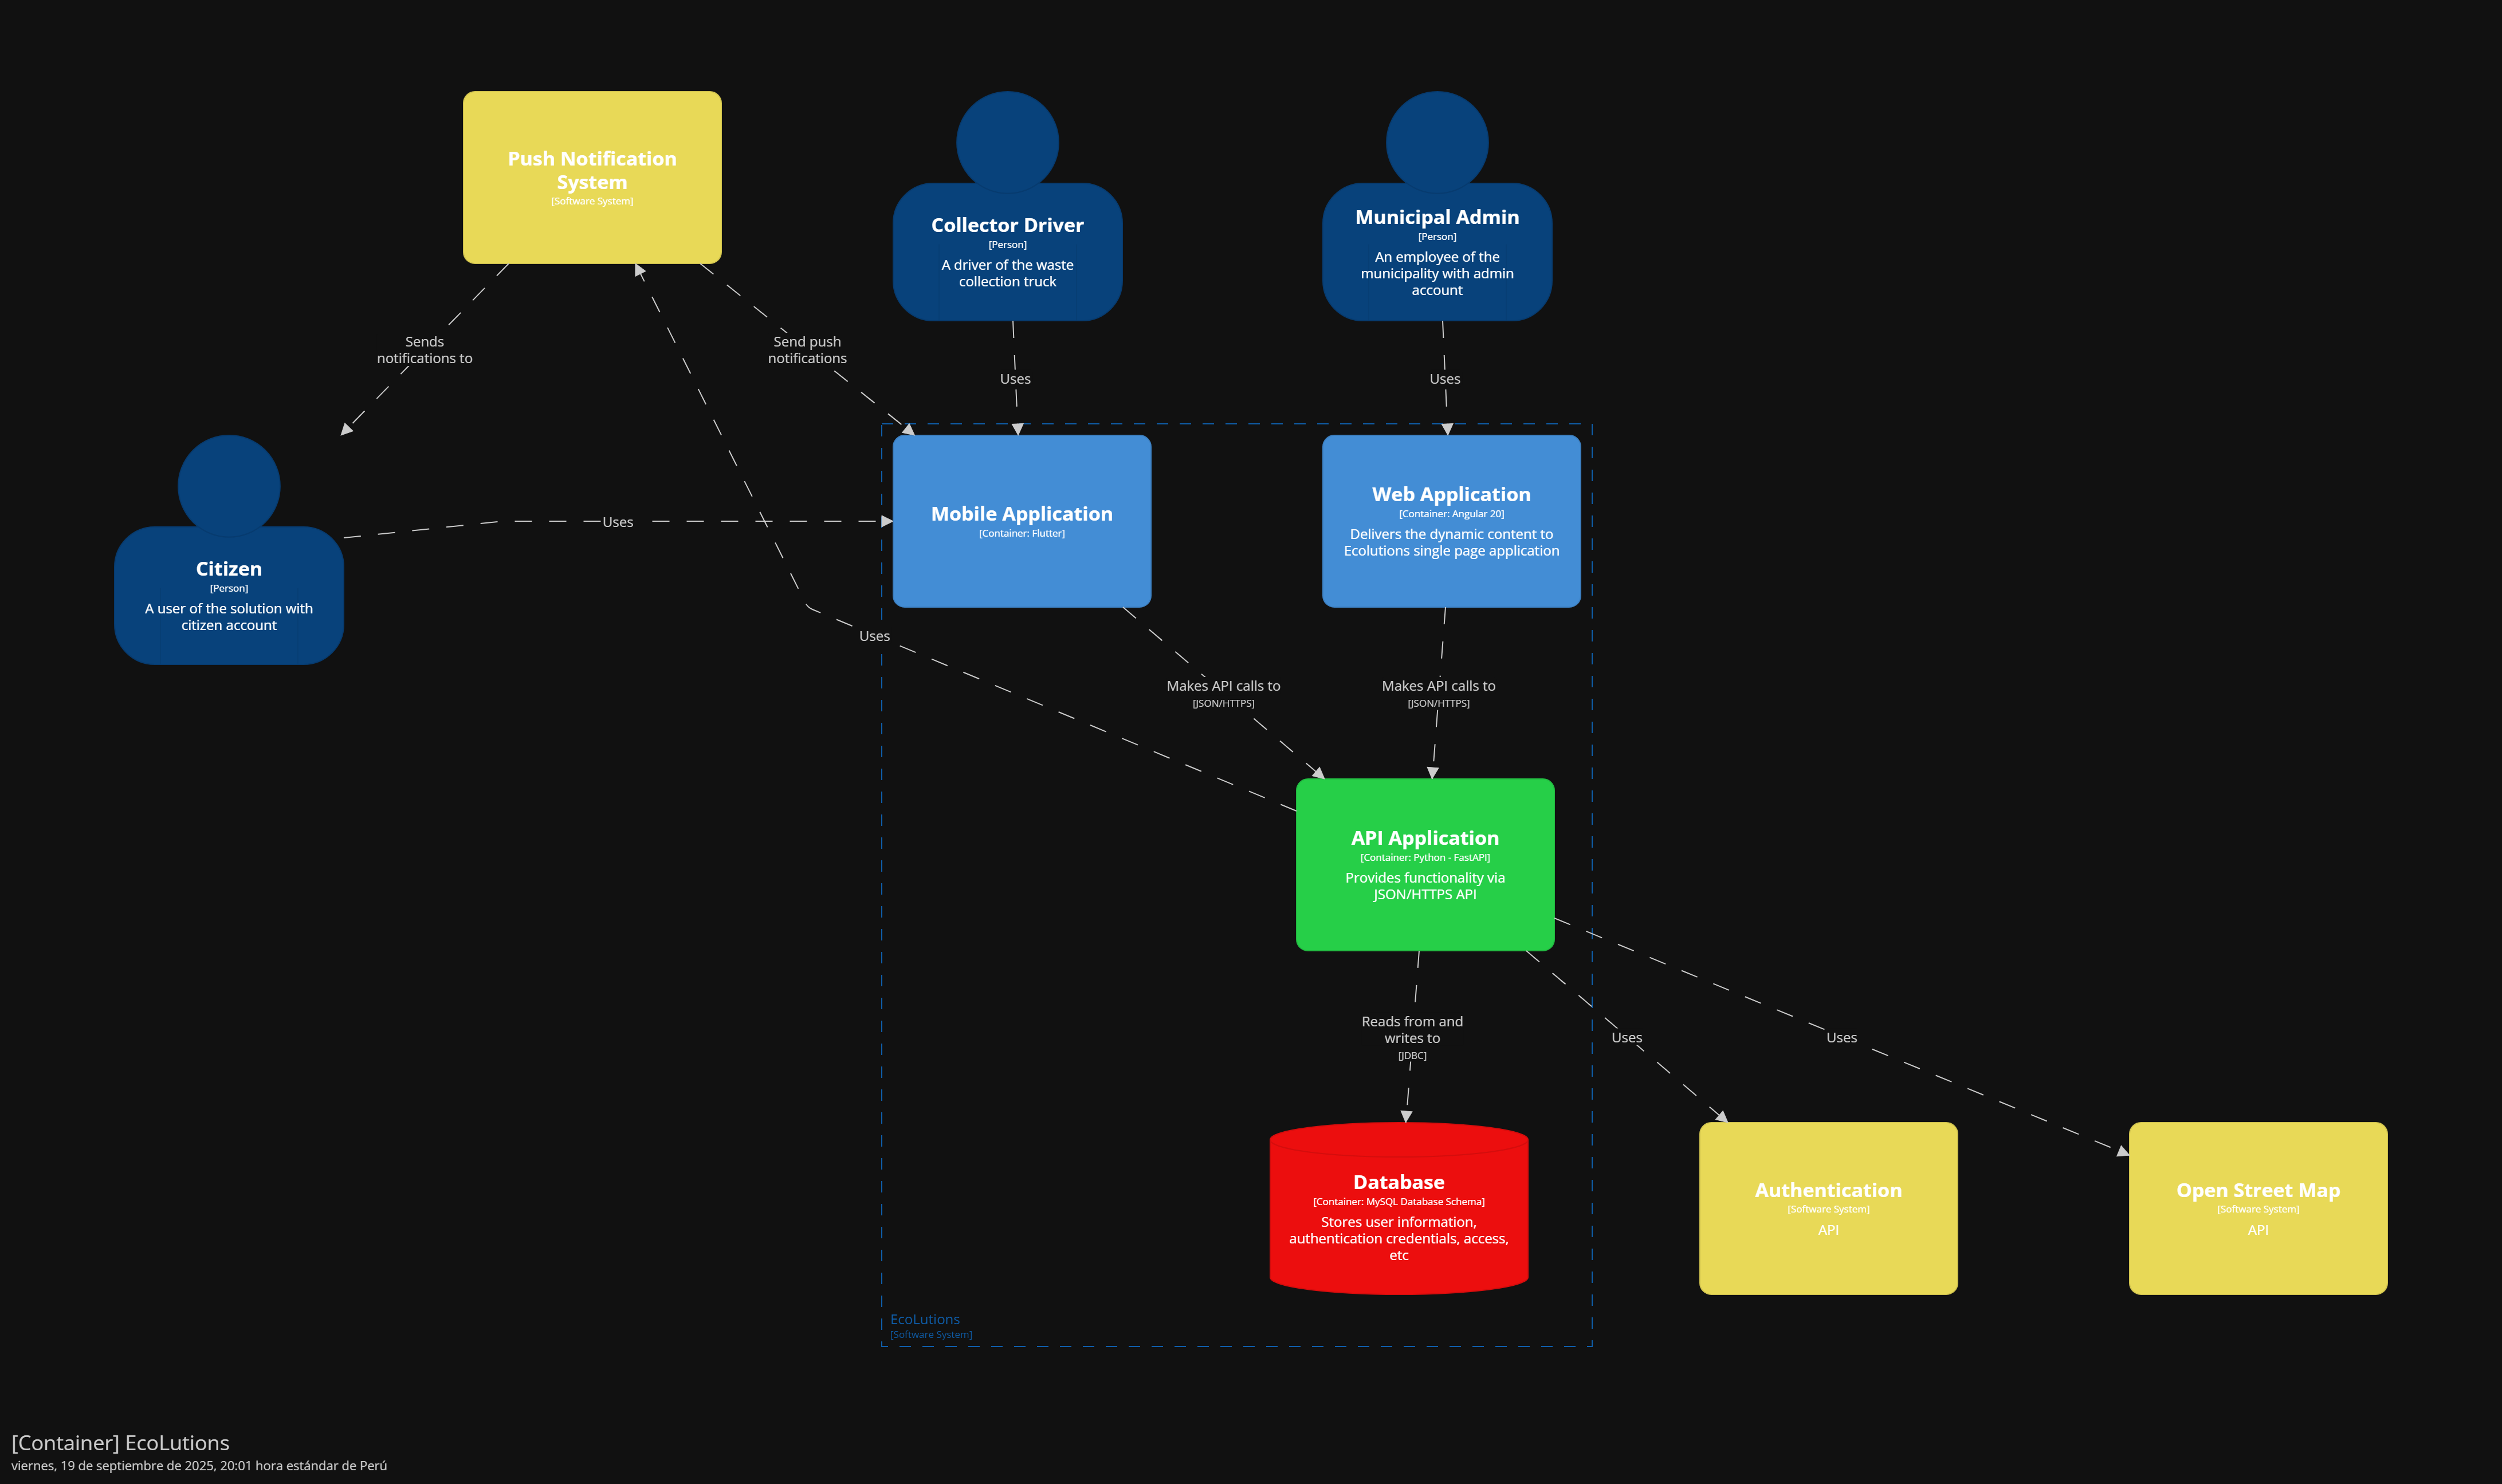 Push Notification
System
[Software System]
Collector Driver
[Person]
A driver of the waste
collection truck
Municipal Admin
[Person]
An employee of the
municipality with admin
account
Sends
notifications to
Send push
notifications
Uses
Uses
Citizen
[Person]
A user of the solution with
citizen account
Uses
Mobile Application
[Container: Flutter]
Web Application
[Container: Angular 20]
Delivers the dynamic content to
Ecolutions single page application
Uses
Makes API calls to
[JSON/HTTPS]
Makes API calls to
[JSON/HTTPS]
API Application
[Container: Python - FastAPI]
Provides functionality via
JSON/HTTPS API
Reads from and
writes to
[JDBC]
Uses
Uses
Database
[Container: MySQL Database Schema]
Stores user information,
authentication credentials, access,
etc
Authentication
[Software System]
API
Open Street Map
[Software System]
API
EcoLutions
[Software System]
[Container] EcoLutions
viernes, 19 de septiembre de 2025, 20:01 hora estándar de Perú